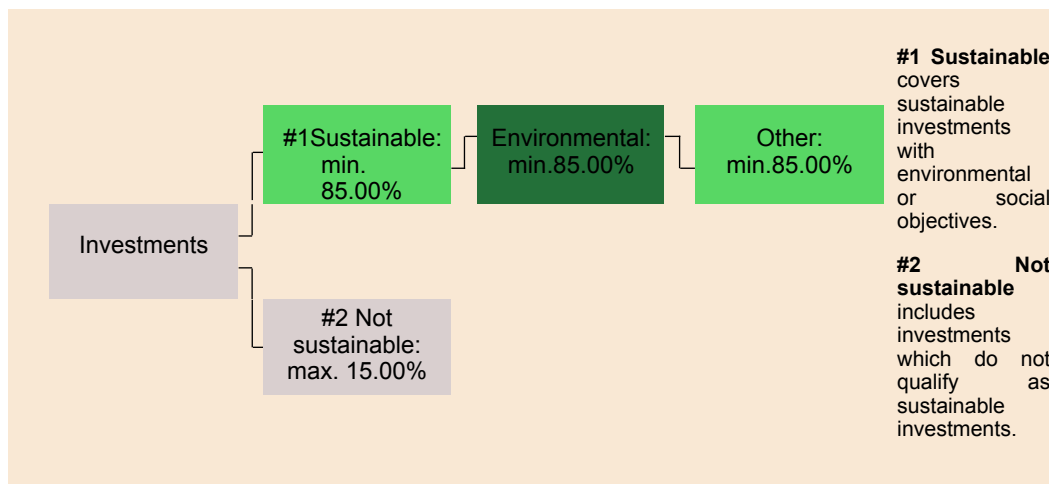 #1Sustainable:
min.
85.00%
Environmental:
min.85.00%
Other:
min.85.00%
Investments
#2 Not
sustainable:
max. 15.00%
#1 Sustainable
covers
sustainable
investments
with
environmental
or social
objectives.
#2 Not
sustainable
includes
investments
which do not
qualify as
sustainable
investments.